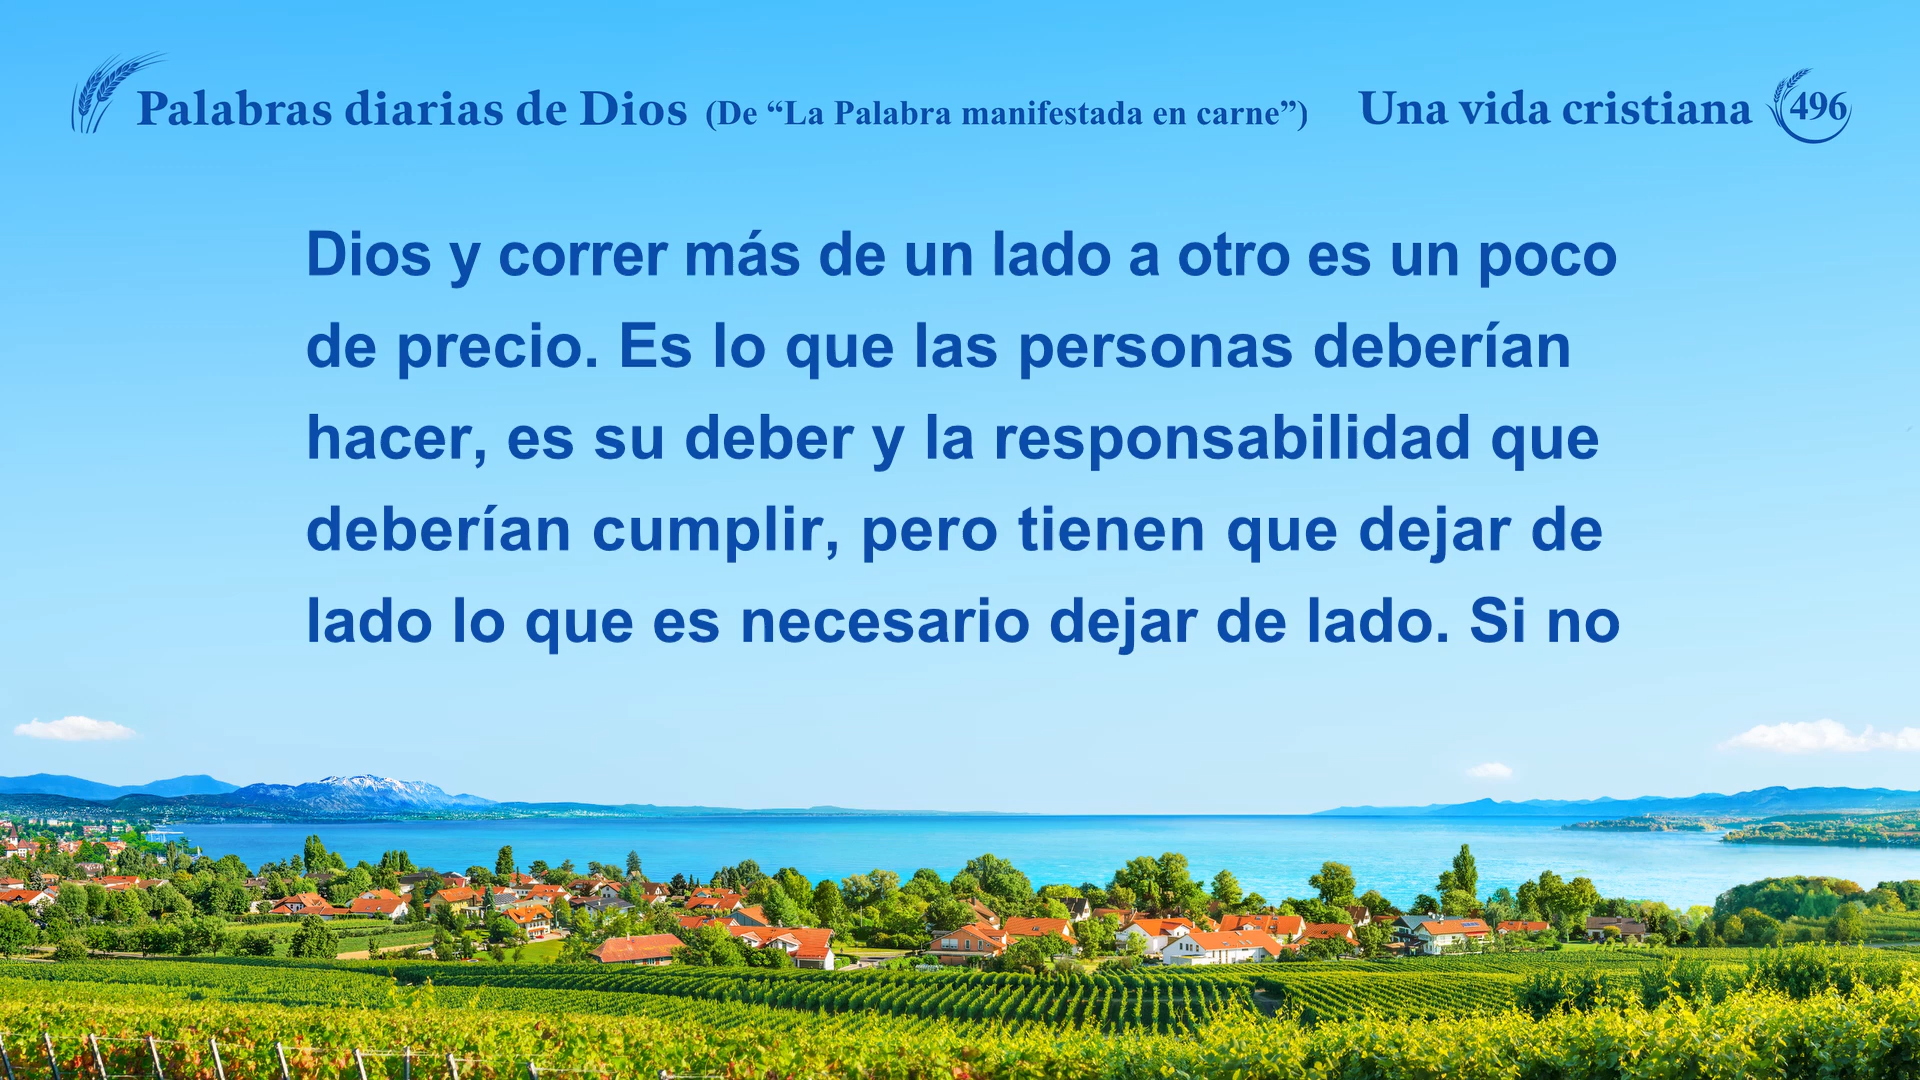 Palabras diarias de Dios (De “La Palabra manifestada en carne”) Una vida cristiana 496
Dios y correr más de un lado a otro es un poco
de precio. Es lo que las personas deberían
hacer, es su deber y la responsabilidad que
deberían cumplir, pero tienen que dejar de
lado lo que es necesario dejar de lado. Si no